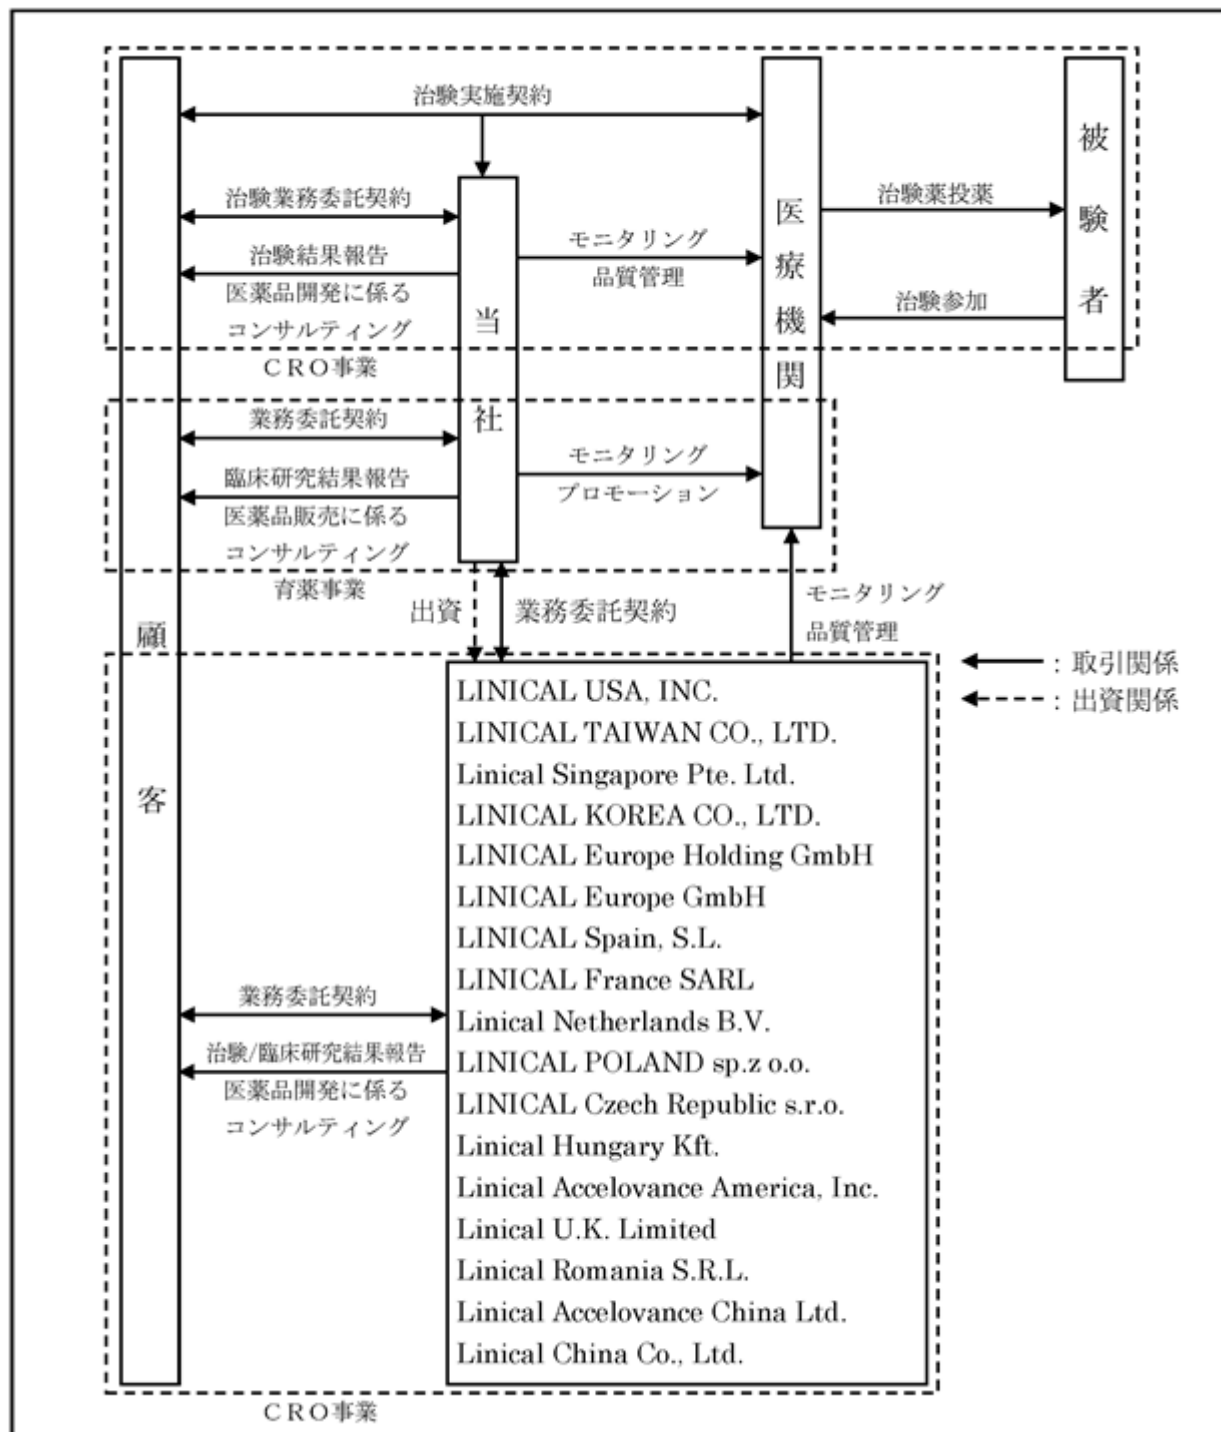 治験実施契約
治験業務委託契約
治験結果報告
医薬品開発に係る
コンサルティング
モニタリング
品質管理
治験薬投薬
治験参加
被験者
医療機関
当社
CRO事業
業務委託契約
臨床研究結果報告
医薬品販売に係る
コンサルティング
モニタリング
プロモーション
育薬事業
出資
業務委託契約
モニタリング
品質管理
顧客
: 取引関係
: 出資関係
LINICAL USA, INC.
LINICAL TAIWAN CO., LTD.
Linical Singapore Pte. Ltd.
LINICAL KOREA CO., LTD.
LINICAL Europe Holding GmbH
LINICAL Europe GmbH
LINICAL Spain, S.L.
LINICAL France SARL
Linical Netherlands B.V.
LINICAL POLAND sp.z o.o.
LINICAL Czech Republic s.r.o.
Linical Hungary Kft.
Linical Accelovance America, Inc.
Linical U.K. Limited
Linical Romania S.R.L.
Linical Accelovance China Ltd.
Linical China Co., Ltd.
業務委託契約
治験/臨床研究結果報告
医薬品開発に係る
コンサルティング
CRO事業